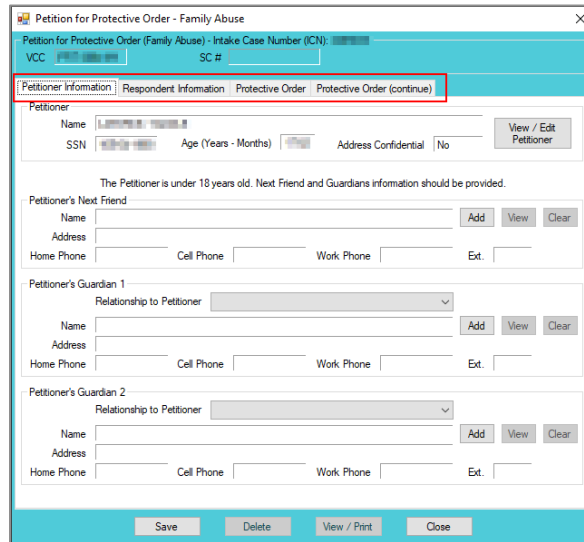 Petition for Protective Order - Family Abuse
Petition for Protective Order (Family Abuse) - Intake Case Number (ICN):
VCC SC #
Petitioner Information Respondent Information Protective Order Protective Order (continue)
Petitioner
Name
View / Edit Petitioner
SSN Age (Years - Months) Address Confidential No
The Petitioner is under 18 years old. Next Friend and Guardians information should be provided.
Petitioner's Next Friend
Name Add View Clear
Address
Home Phone Cell Phone Work Phone Ext.
Petitioner's Guardian 1
Relationship to Petitioner
Name Add View Clear
Address
Home Phone Cell Phone Work Phone Ext.
Petitioner's Guardian 2
Relationship to Petitioner
Name Add View Clear
Address
Home Phone Cell Phone Work Phone Ext.
Save Delete View / Print Close